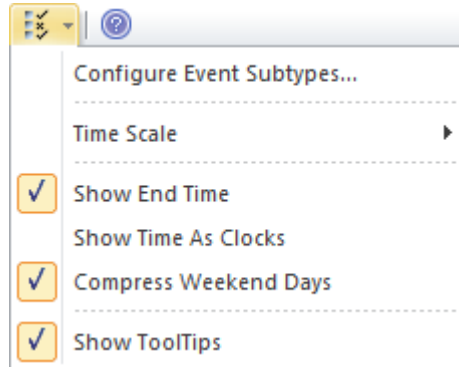 Configure Event Subtypes...
Time Scale
Show End Time
Show Time As Clocks
Compress Weekend Days
Show ToolTips